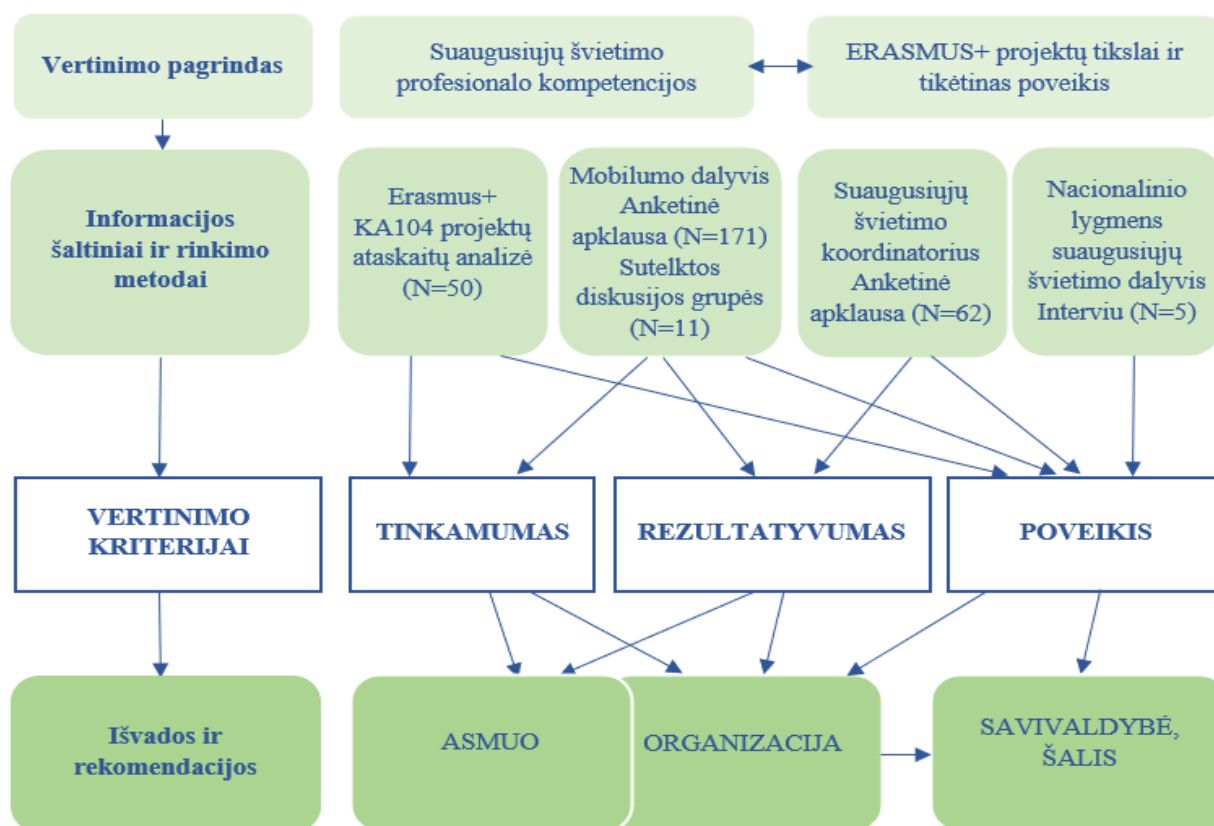 Vertinimo pagrindas
Suaugusiųjų švietimo
profesionalo kompetencijos
ERASMUS+ projektų tikslai ir
tikėtinas poveikis
Informacijos
šaltiniai ir rinkimo
metodai
Erasmus+
KA104 projektų
ataskaitų analizė
(N=50)
Mobilumo dalyvis
Anketinė
apklausa (N=171)
Sutelktos
diskusijos grupės
(N=11)
Suaugusiųjų
švietimo
koordinatorius
Anketinė
apklausa (N=62)
Nacionalinio
lygmens
suaugusiųjų
švietimo dalyvis
Interviu (N=5)
VERTINIMO
KRITERIJAI
TINKAMUMAS
REZULTATYVUMAS
POVEIKIS
Išvados ir
rekomendacijos
ASMUO
ORGANIZACIJA
SAVIVALDYBĖ,
ŠALIS